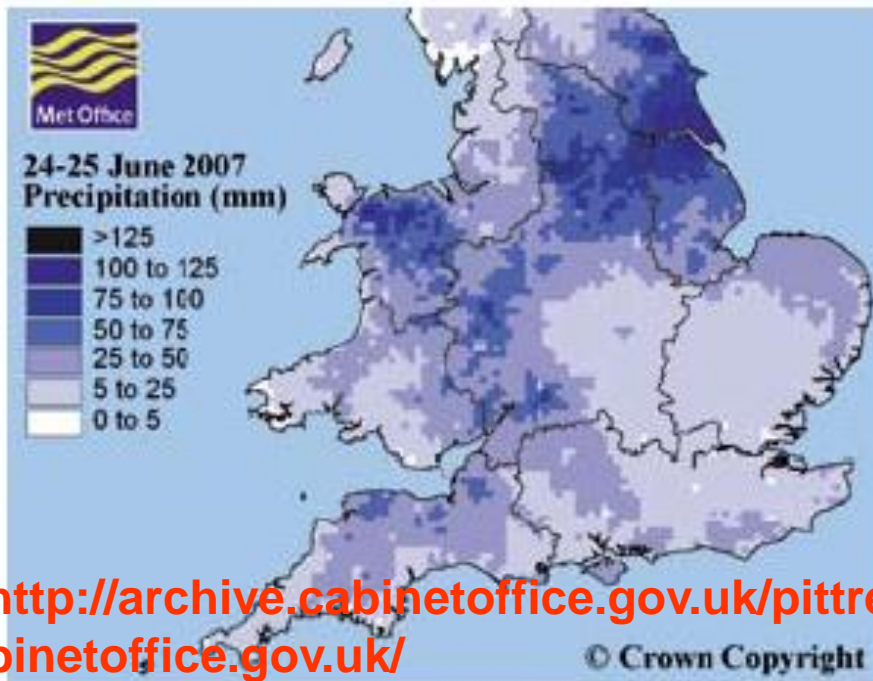 Met Office
24-25 June 2007
Precipitation (mm)
>125
100 to 125
75 to 100
50 to 75
25 to 50
5 to 25
0 to 5
http://archive.cabinetoffice.gov.uk/pittre
binetoffice.gov.uk/
© Crown Copyright